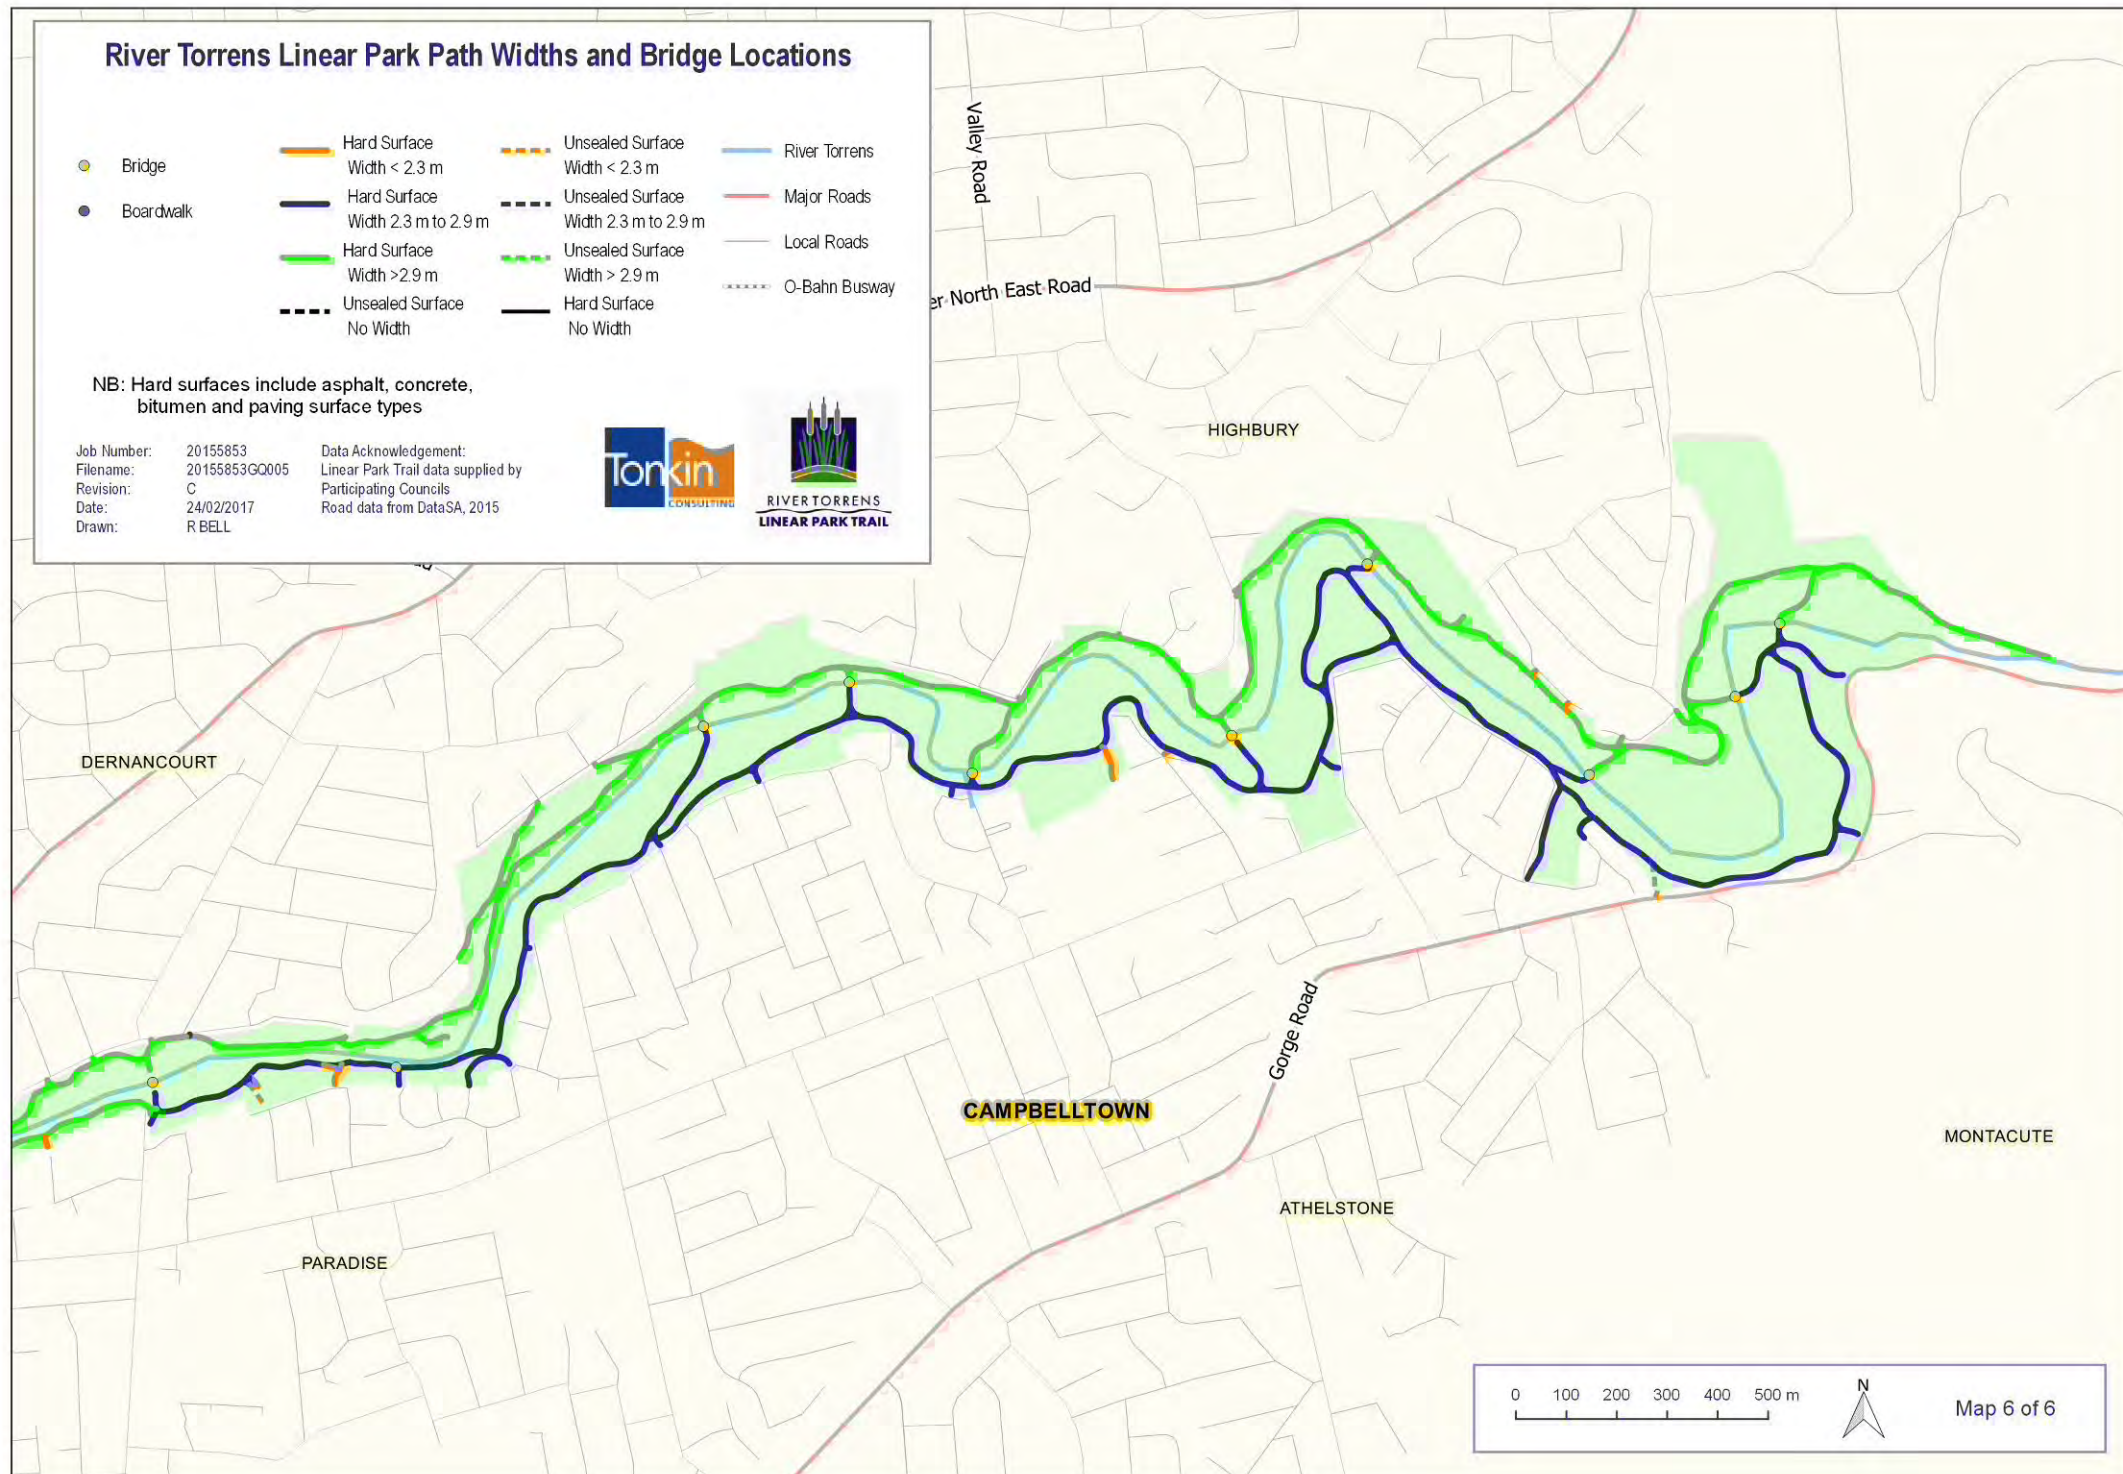 River Torrens Linear Park Path Widths and Bridge Locations
Bridge
Boardwalk
Hard Surface
Width < 2.3 m
Hard Surface
Width 2.3 m to 2.9 m
Hard Surface
Width >2.9 m
Unsealed Surface
No Width
Unsealed Surface
Width < 2.3 m
Unsealed Surface
Width 2.3 m to 2.9 m
Unsealed Surface
Width > 2.9 m
Hard Surface
No Width
River Torrens
Major Roads
Local Roads
O-Bahn Busway
NB: Hard surfaces include asphalt, concrete,
bitumen and paving surface types
Job Number: 20155853
Filename: 20155853GQ005
Revision: C
Date: 24/02/2017
Drawn: R BELL
Data Acknowledgement:
Linear Park Trail data supplied by
Participating Councils
Road data from DataSA, 2015
Tonkin
CONSULTING
RIVER TORRENS
LINEAR PARK TRAIL
Valley Road
er North East Road
HIGHBURY
DERNANCOURT
Gorge Road
CAMPBELLTOWN
MONTACUTE
ATHELSTONE
PARADISE
0 100 200 300 400 500 m
N
Map 6 of 6